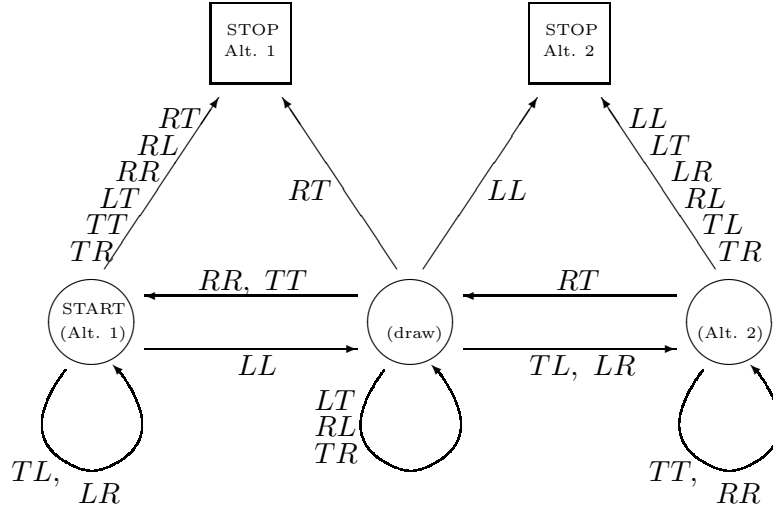 STOP
Alt. 1
STOP
Alt. 2
RT
RL
RR
LT
TT
TR
RT
LL
LL
LT
LR
RL
TL
TR
RR, TT
RT
START
(Alt. 1)
(draw)
(Alt. 2)
LL
TL, LR
LT
RL
TR
TL,
LR
TT,
RR